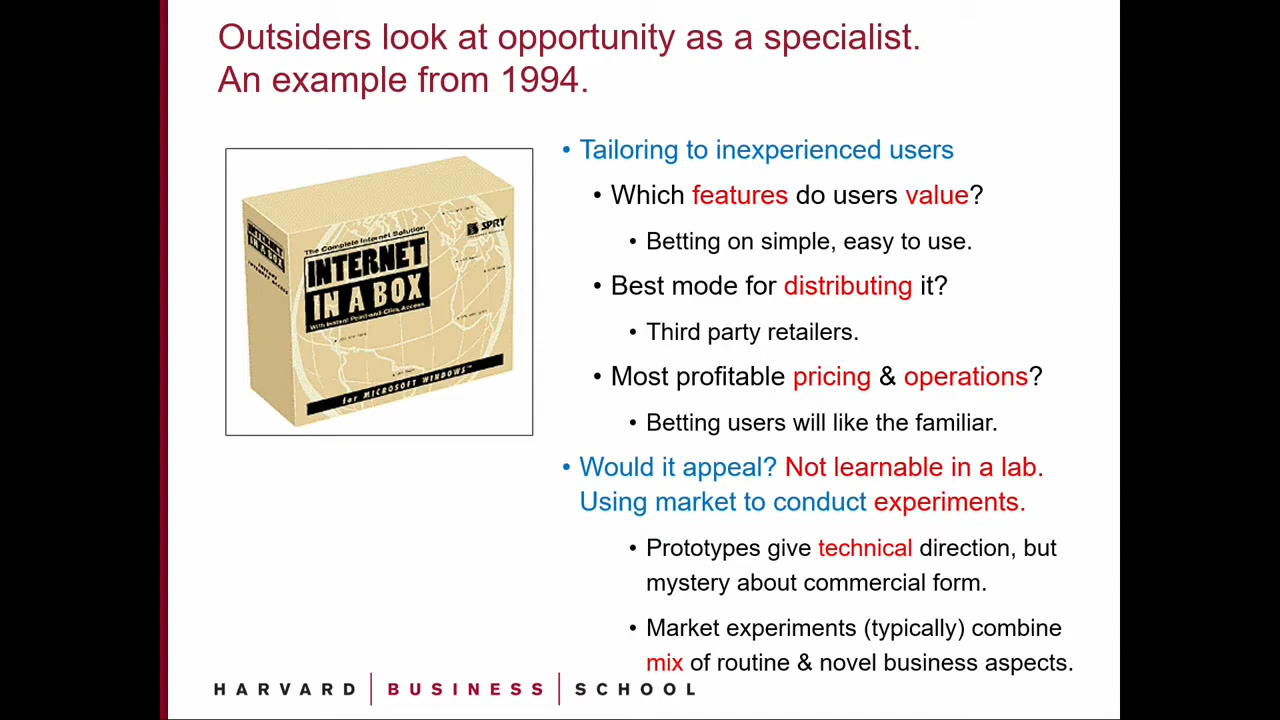 Outsiders look at opportunity as a specialist.
An example from 1994.
The Complete Internet Solution
SPRY
INTERNET
IN A BOX
With Instant Point-and-Click Access
for MICROSOFT WINDOWS™
INTERNET
IN A BOX
• Tailoring to inexperienced users
• Which features do users value?
• Betting on simple, easy to use.
• Best mode for distributing it?
• Third party retailers.
• Most profitable pricing & operations?
• Betting users will like the familiar.
• Would it appeal? Not learnable in a lab.
Using market to conduct experiments.
• Prototypes give technical direction, but
mystery about commercial form.
• Market experiments (typically) combine
mix of routine & novel business aspects.
HARVARD BUSINESS SCHOOL